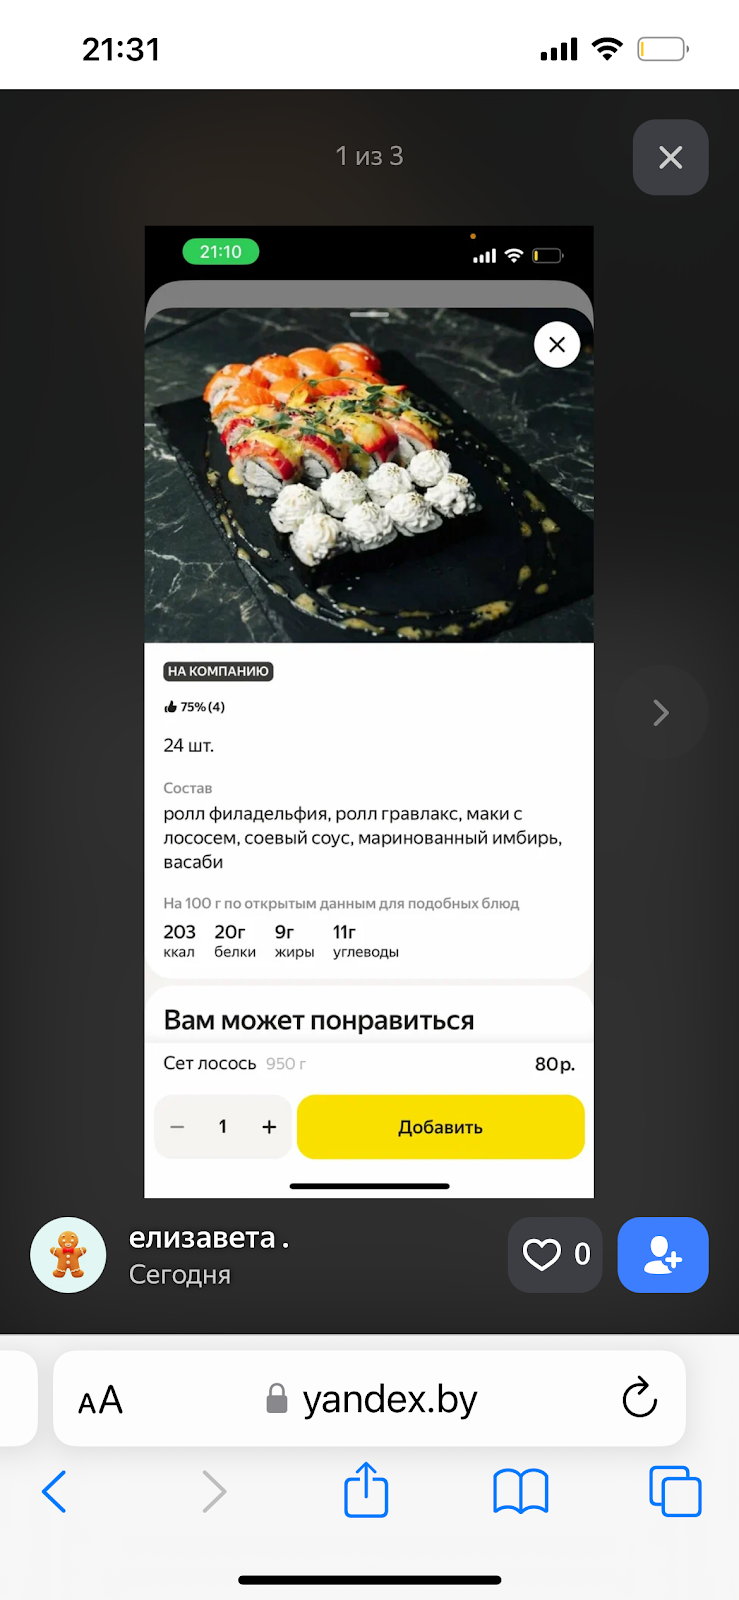 21:31
1 из 3
21:10
НА КОМПАНИЮ
75% (4)
24 шт.
Состав
ролл филадельфия, ролл гравлакс, маки с
лососем, соевый соус, маринованный имбирь,
васаби
На 100 г по открытым данным для подобных блюд
203 20г 9г 11г
ккал белки жиры углеводы
Вам может понравиться
Сет лосось 950 г 80р.
− 1 + Добавить
елизавета .
Сегодня
0
AA yandex.by